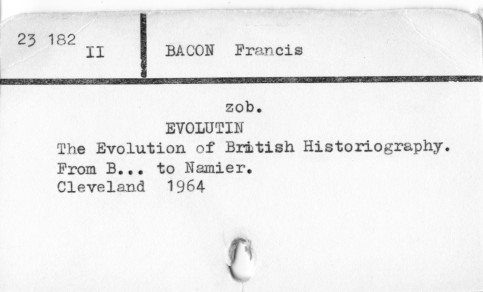 23 182
II
BACON Francis
zob.
EVOLUTIN
The Evolution of British Historiography.
From B... to Namier.
Cleveland 1964